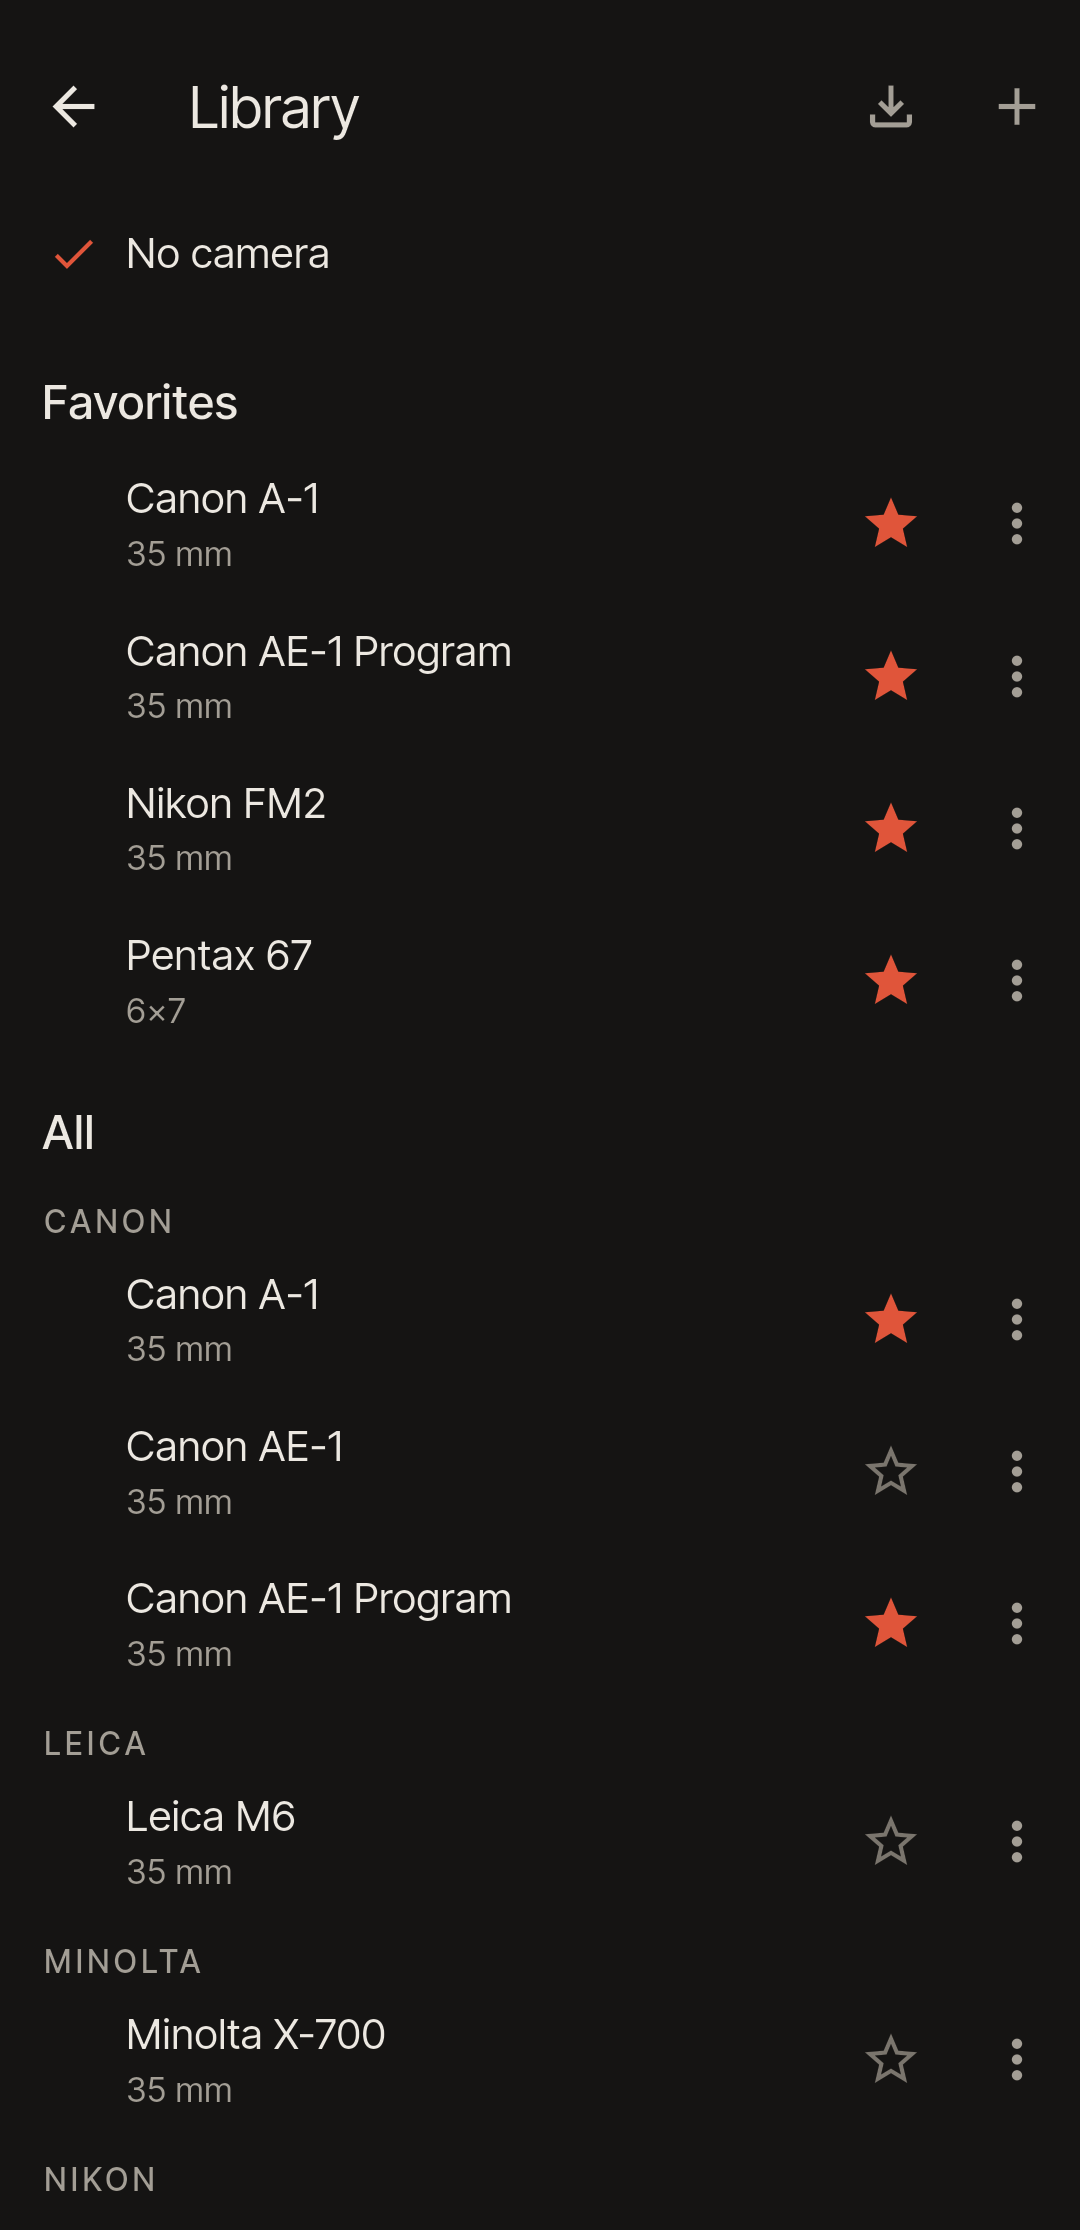 Library
No camera
Favorites
Canon A-1
35 mm
Canon AE-1 Program
35 mm
Nikon FM2
35 mm
Pentax 67
6×7
All
CANON
Canon A-1
35 mm
Canon AE-1
35 mm
Canon AE-1 Program
35 mm
LEICA
Leica M6
35 mm
MINOLTA
Minolta X-700
35 mm
NIKON